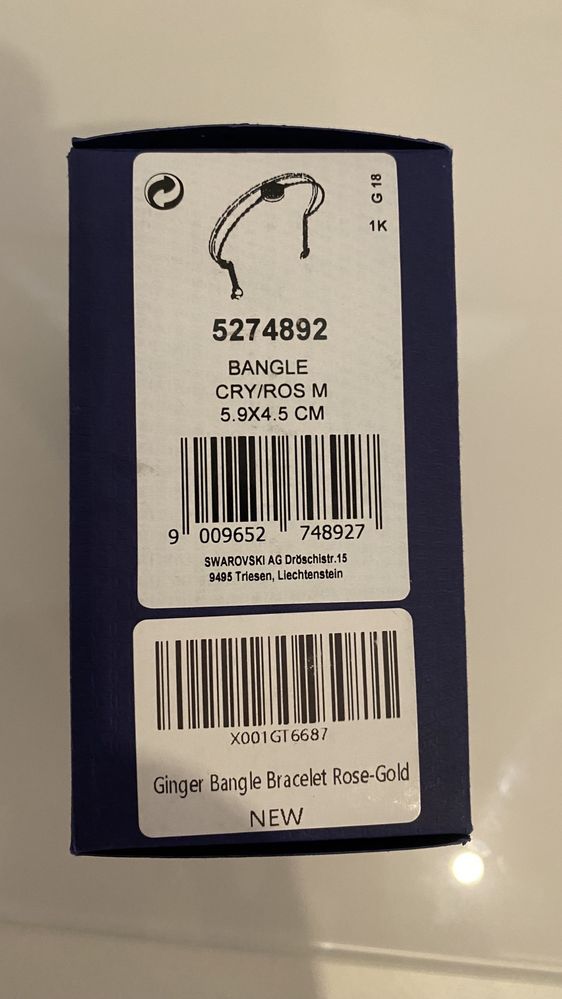 G 18
1K
5274892
BANGLE
CRY/ROS M
5.9X4.5 CM
9 009652 748927
SWAROVSKI AG Dröschistr.15
9495 Triesen, Liechtenstein
X001GT6687
Ginger Bangle Bracelet Rose-Gold
NEW